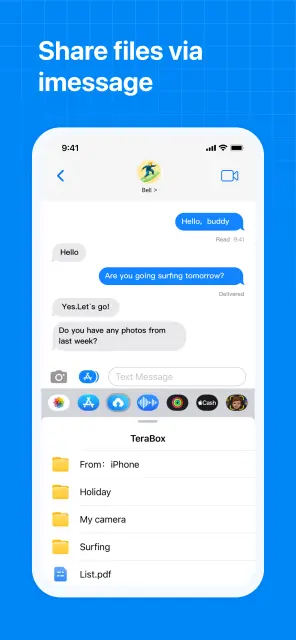 Share files via
imessage
9:41
Bell >
Hello, buddy
Read 9:41
Hello
Are you going surfing tomorrow?
Delivered
Yes.Let's go!
Do you have any photos from
last week?
Text Message
Cash
TeraBox
From： iPhone
Holiday
My camera
Surfing
List.pdf